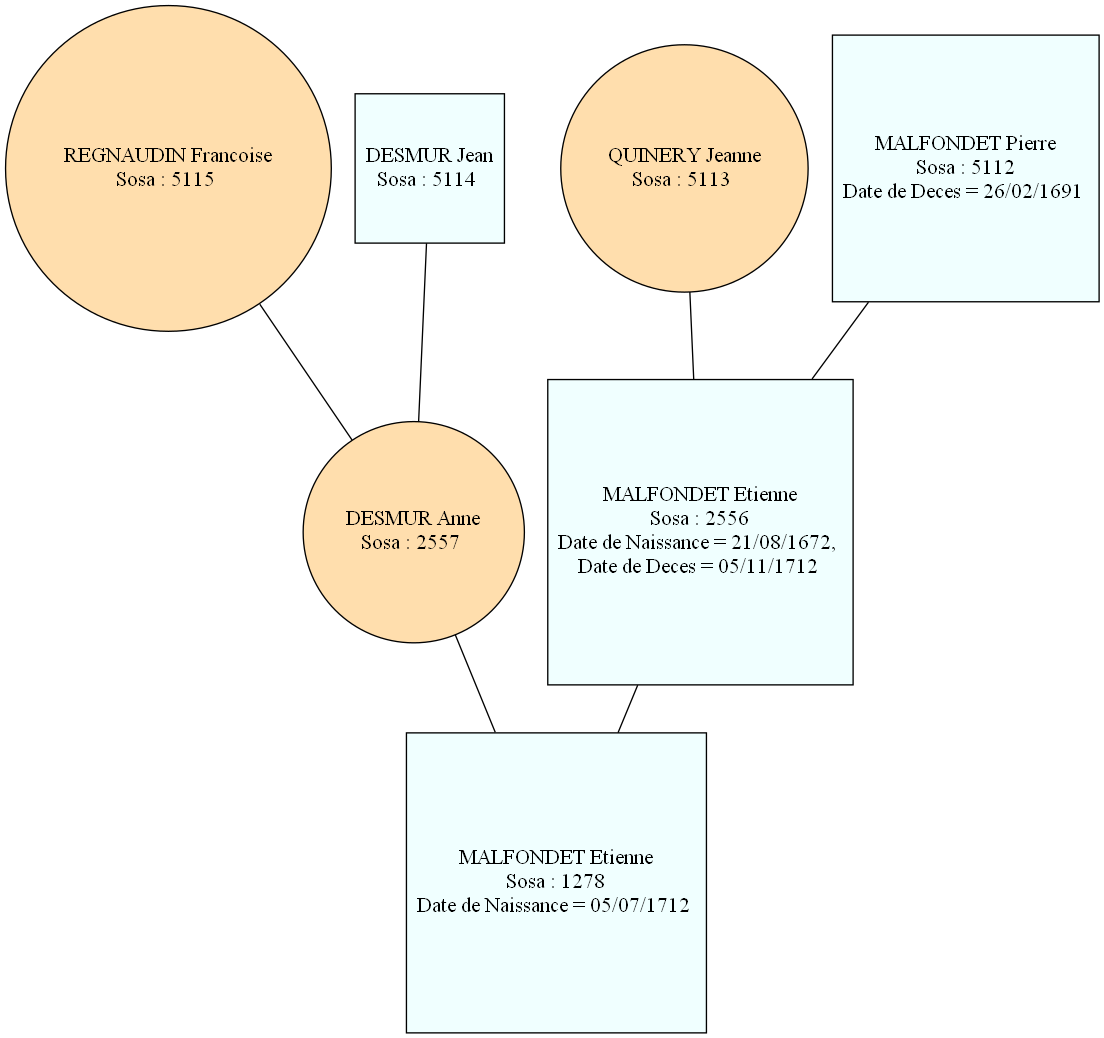 REGNAUDIN Francoise
Sosa : 5115
DESMUR Jean
Sosa : 5114
QUINERY Jeanne
Sosa : 5113
MALFONDET Pierre
Sosa : 5112
Date de Deces = 26/02/1691
DESMUR Anne
Sosa : 2557
MALFONDET Etienne
Sosa : 2556
Date de Naissance = 21/08/1672,
Date de Deces = 05/11/1712
MALFONDET Etienne
Sosa : 1278
Date de Naissance = 05/07/1712